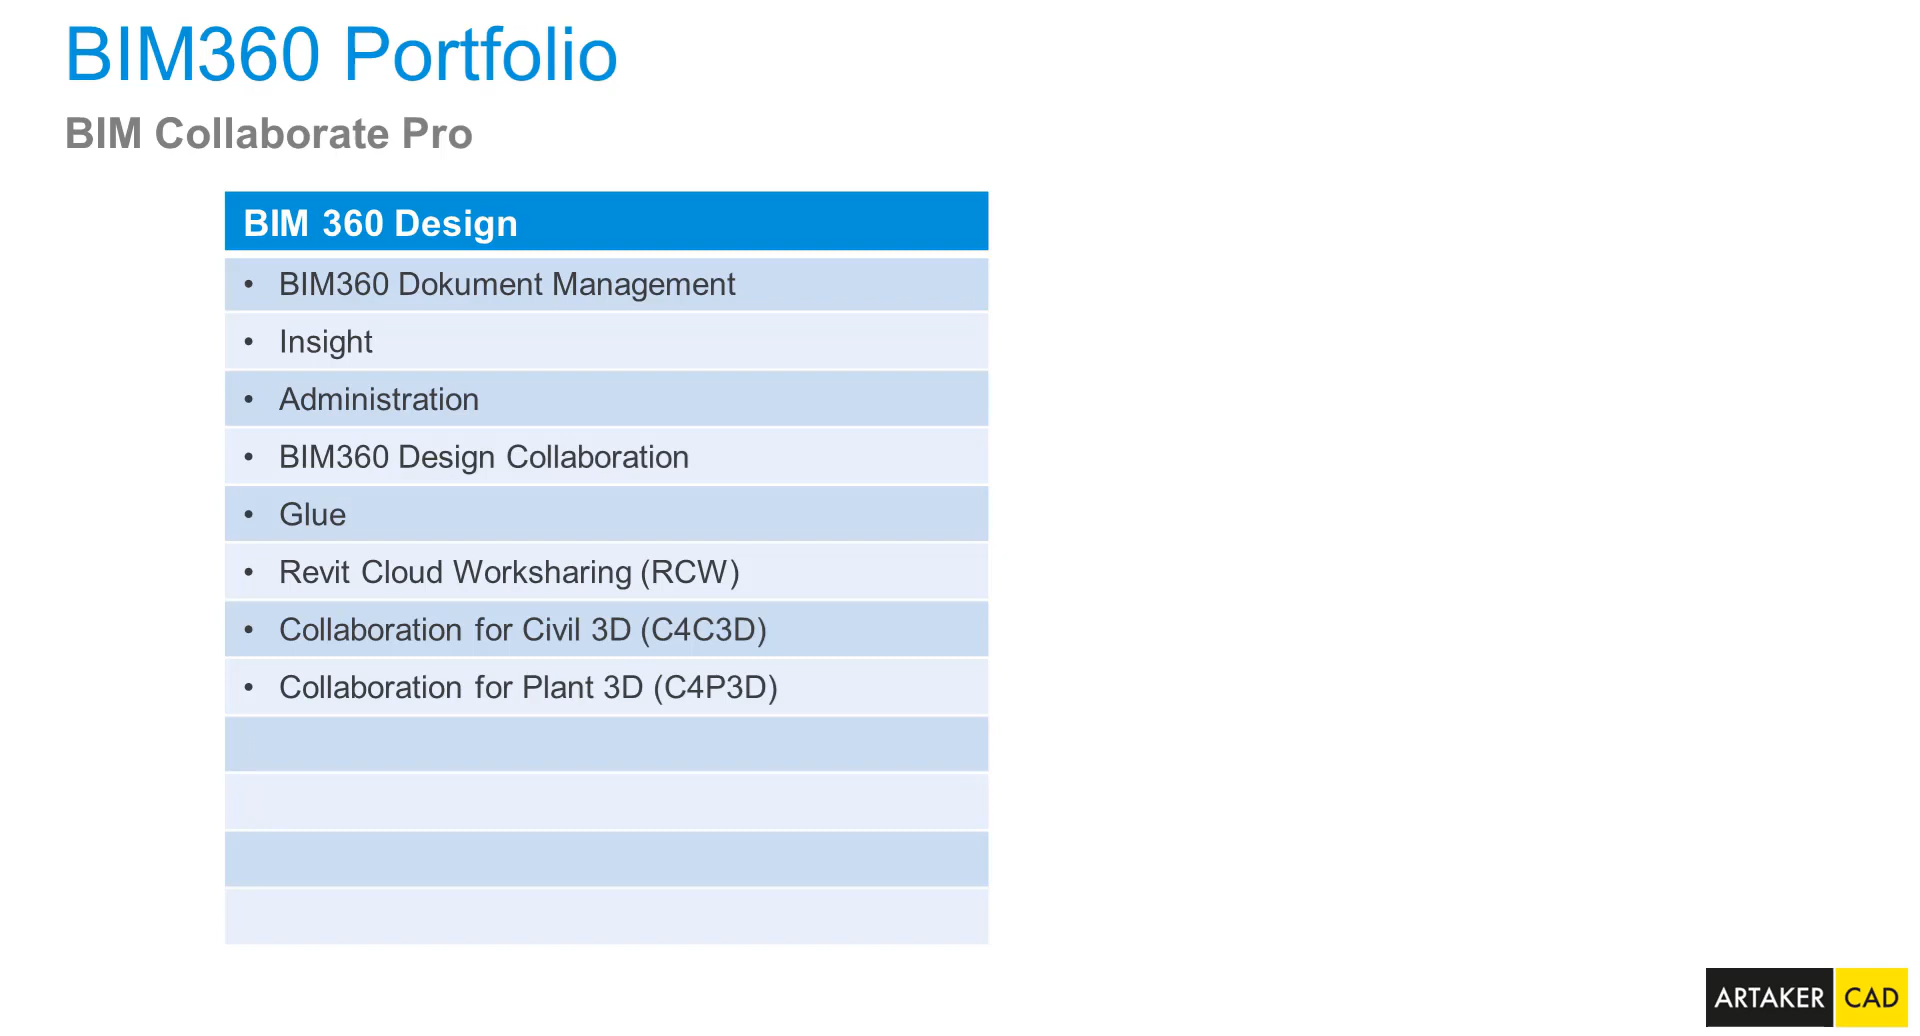 BIM360 Portfolio
BIM Collaborate Pro
BIM 360 Design
• BIM360 Dokument Management
• Insight
• Administration
• BIM360 Design Collaboration
• Glue
• Revit Cloud Worksharing (RCW)
• Collaboration for Civil 3D (C4C3D)
• Collaboration for Plant 3D (C4P3D)
ARTAKER CAD